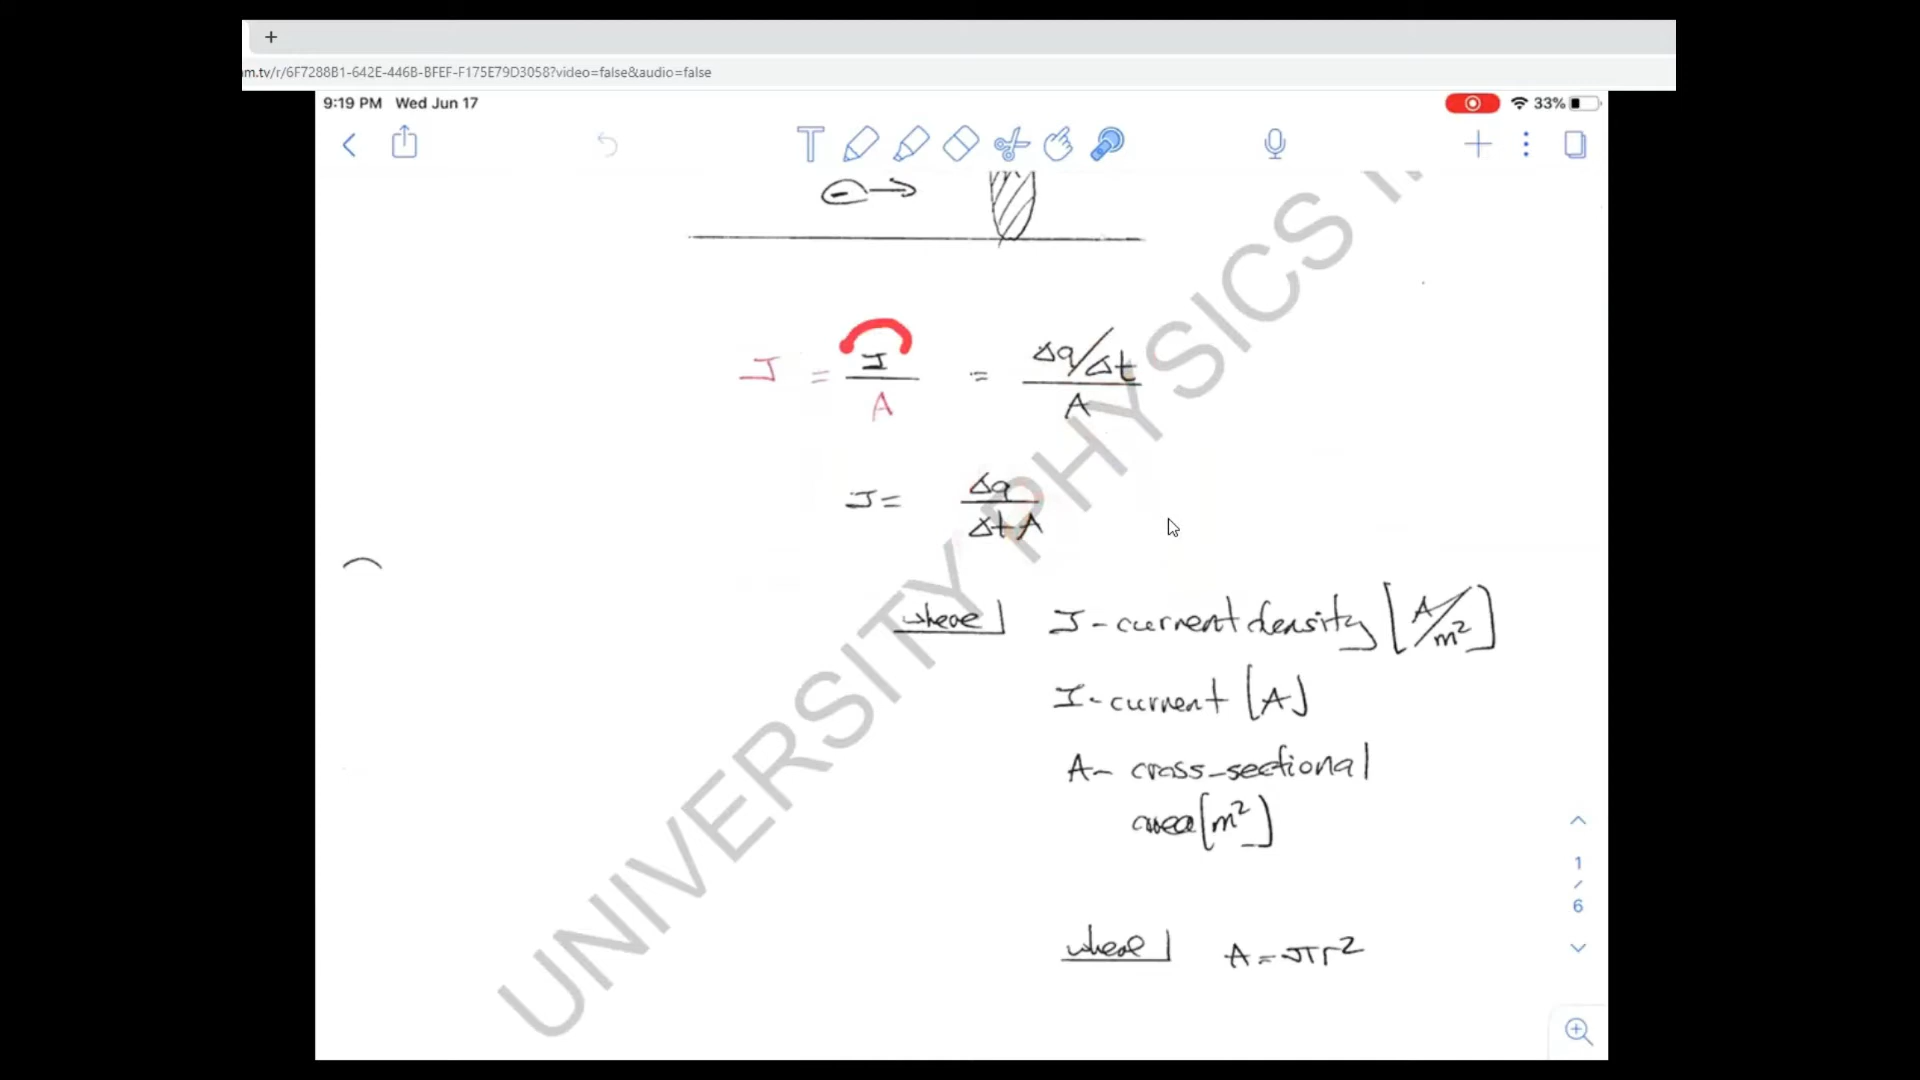 +
m.tv/r/6F7288B1-642E-446B-BFEF-F175E79D3058?video=false&audio=false
9:19 PM Wed Jun 17
33%
T
UNIVERSITY PHYSICS
J = I/A = Δq/Δt/A
J = Δq/ΔtA
where J - current density [A/m²]
I - current [A]
A - cross-sectional
area [m²]
1
/
6
where A = πr²